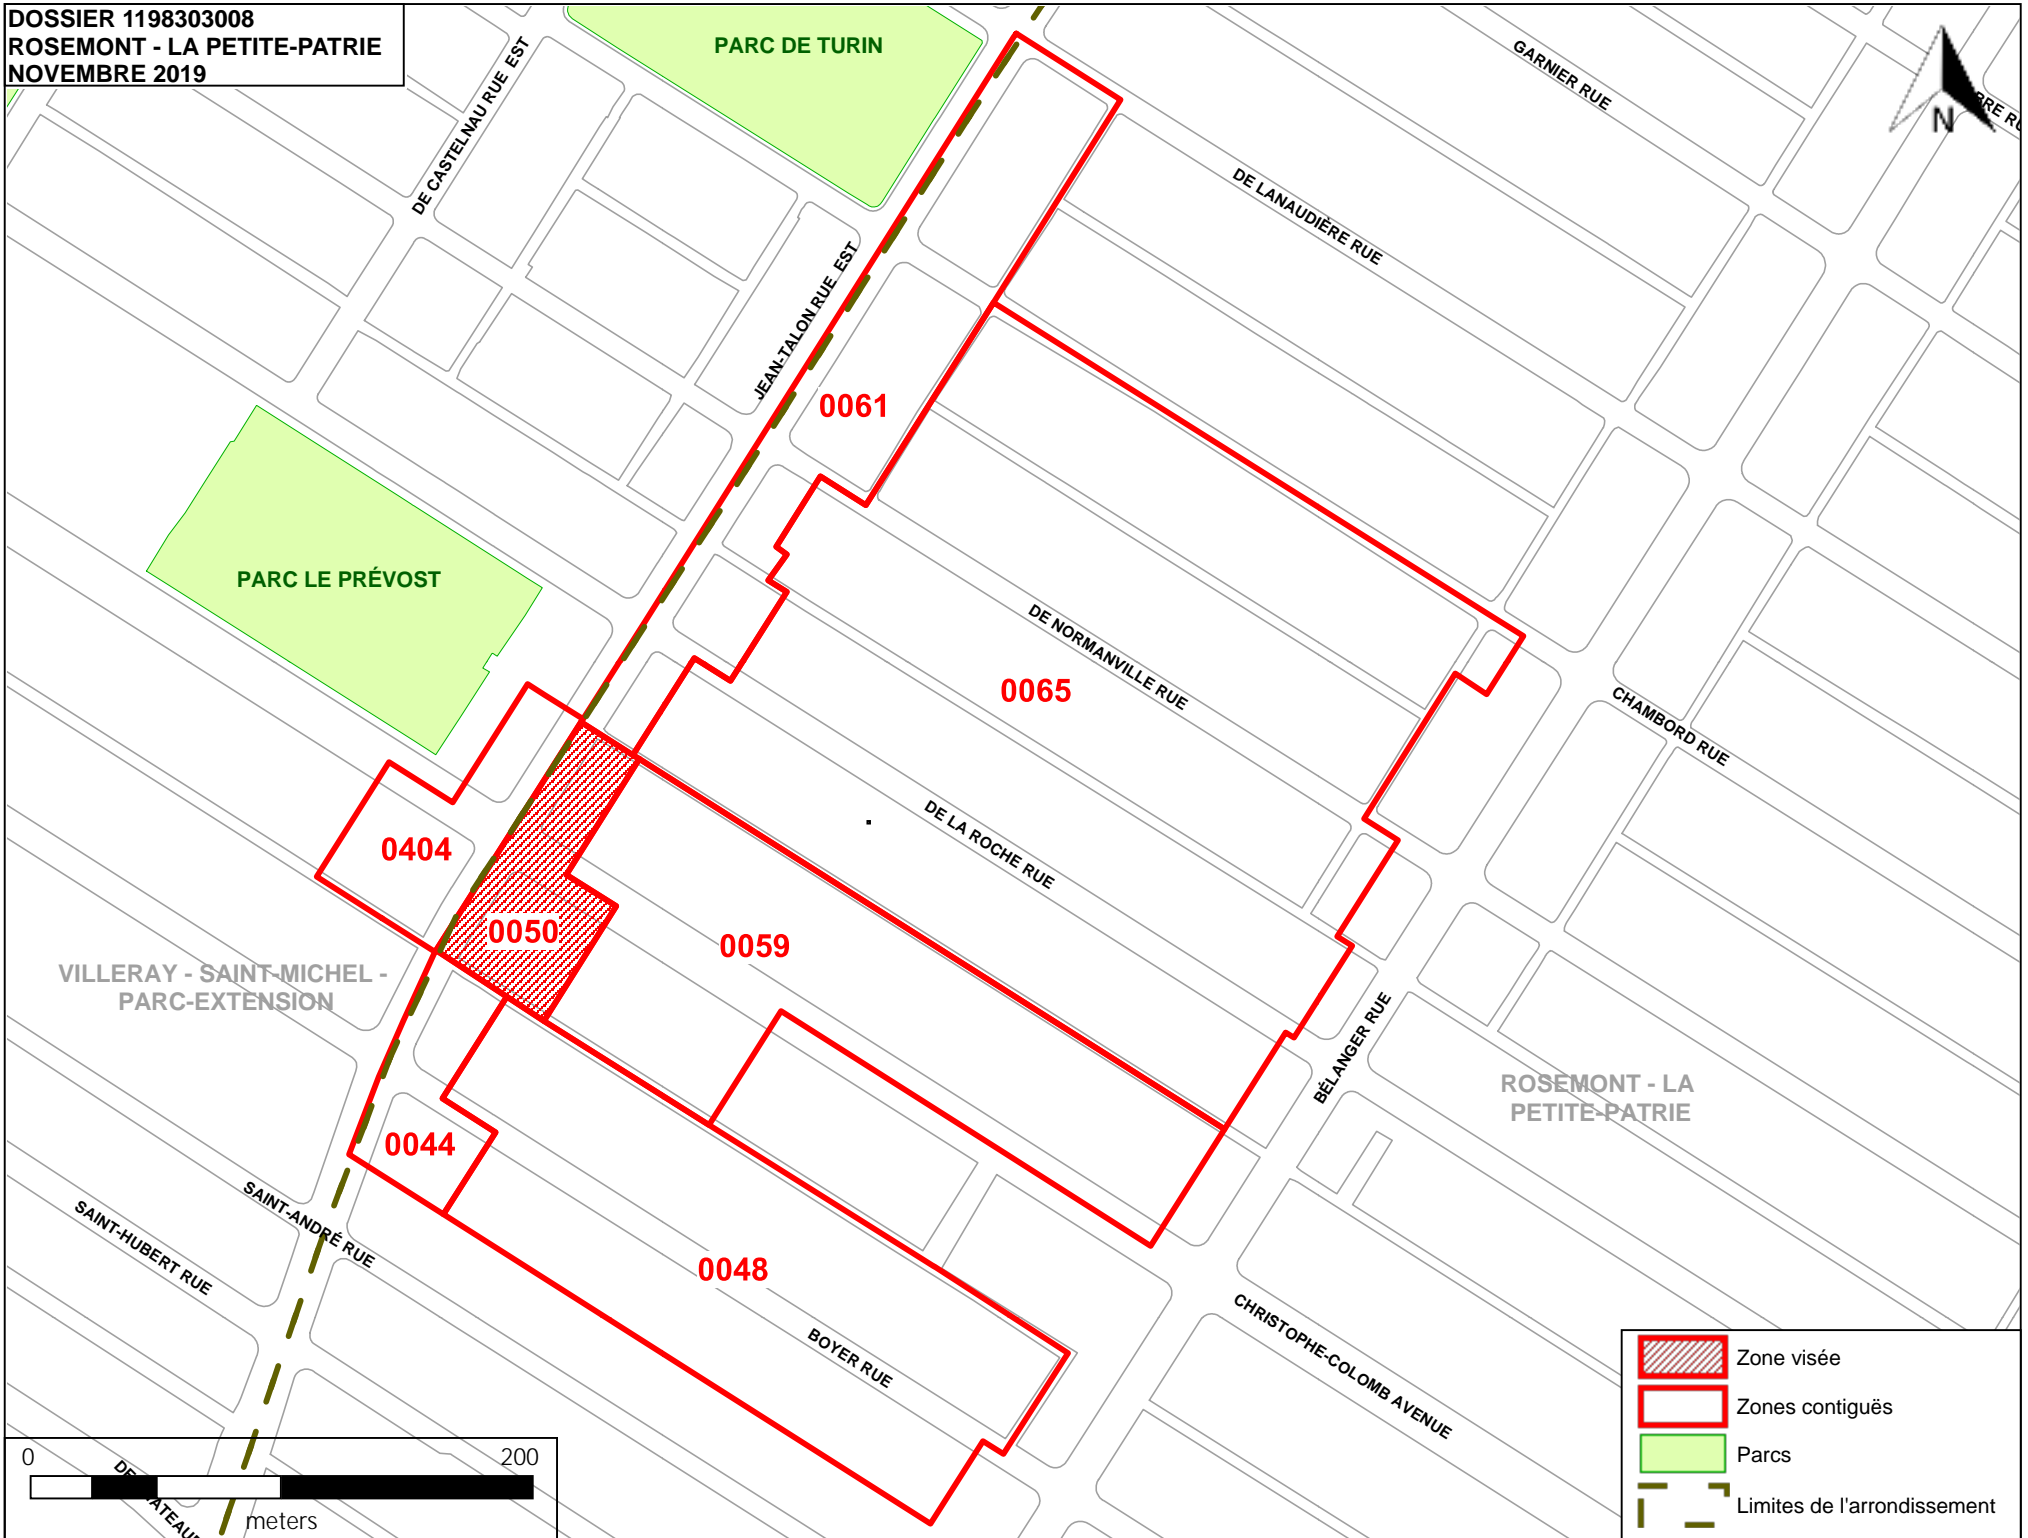 DOSSIER 1198303008
ROSEMONT - LA PETITE-PATRIE
NOVEMBRE 2019
PARC DE TURIN
GARNIER RUE
N
DE CASTELNAU RUE EST
DE LANAUDIÈRE RUE
JEAN-TALON RUE EST
0061
PARC LE PRÉVOST
DE NORMANVILLE RUE
0065
CHAMBORD RUE
DE LA ROCHE RUE
0404
0050
0059
VILLERAY - SAINT-MICHEL -
PARC-EXTENSION
BÉLANGER RUE
ROSEMONT - LA
PETITE-PATRIE
0044
SAINT-ANDRÉ RUE
SAINT-HUBERT RUE
0048
BOYER RUE
CHRISTOPHE-COLOMB AVENUE
Zone visée
Zones contiguës
Parcs
Limites de l'arrondissement
0 200
meters